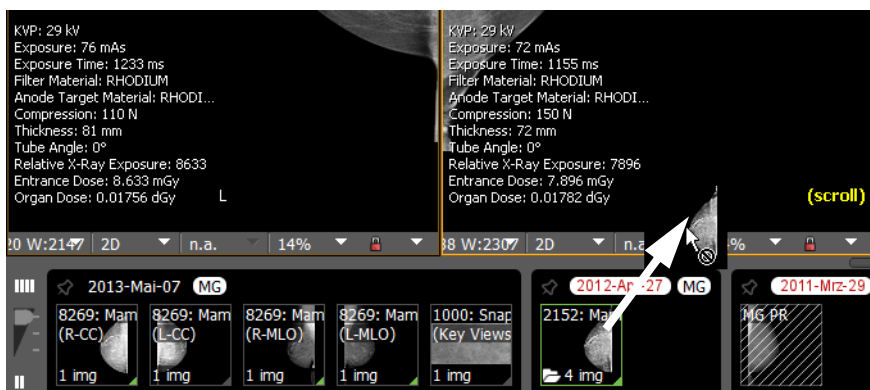 KVP: 29 kV
Exposure: 76 mAs
Exposure Time: 1233 ms
Filter Material: RHODIUM
Anode Target Material: RHODI...
Compression: 110 N
Thickness: 81 mm
Tube Angle: 0°
Relative X-Ray Exposure: 8633
Entrance Dose: 8.633 mGy
Organ Dose: 0.01756 dGy
L
20 W:2147 2D n.a. 14%
KVP: 29 kV
Exposure: 72 mAs
Exposure Time: 1155 ms
Filter Material: RHODIUM
Anode Target Material: RHODI...
Compression: 150 N
Thickness: 72 mm
Tube Angle: 0°
Relative X-Ray Exposure: 7896
Entrance Dose: 7.896 mGy
Organ Dose: 0.01782 dGy
(scroll)
38 W:2307 2D %
2013-Mai-07 MG
8269: Mam
(R-CC)
1 img
8269: Mam
(L-CC)
1 img
8269: Mam
(R-MLO)
1 img
8269: Mam
(L-MLO)
1 img
1000: Snap
(Key Views
1 img
2012-Ap -27 MG
2152: Mam
4 img
2011-Mrz-29
MG PR